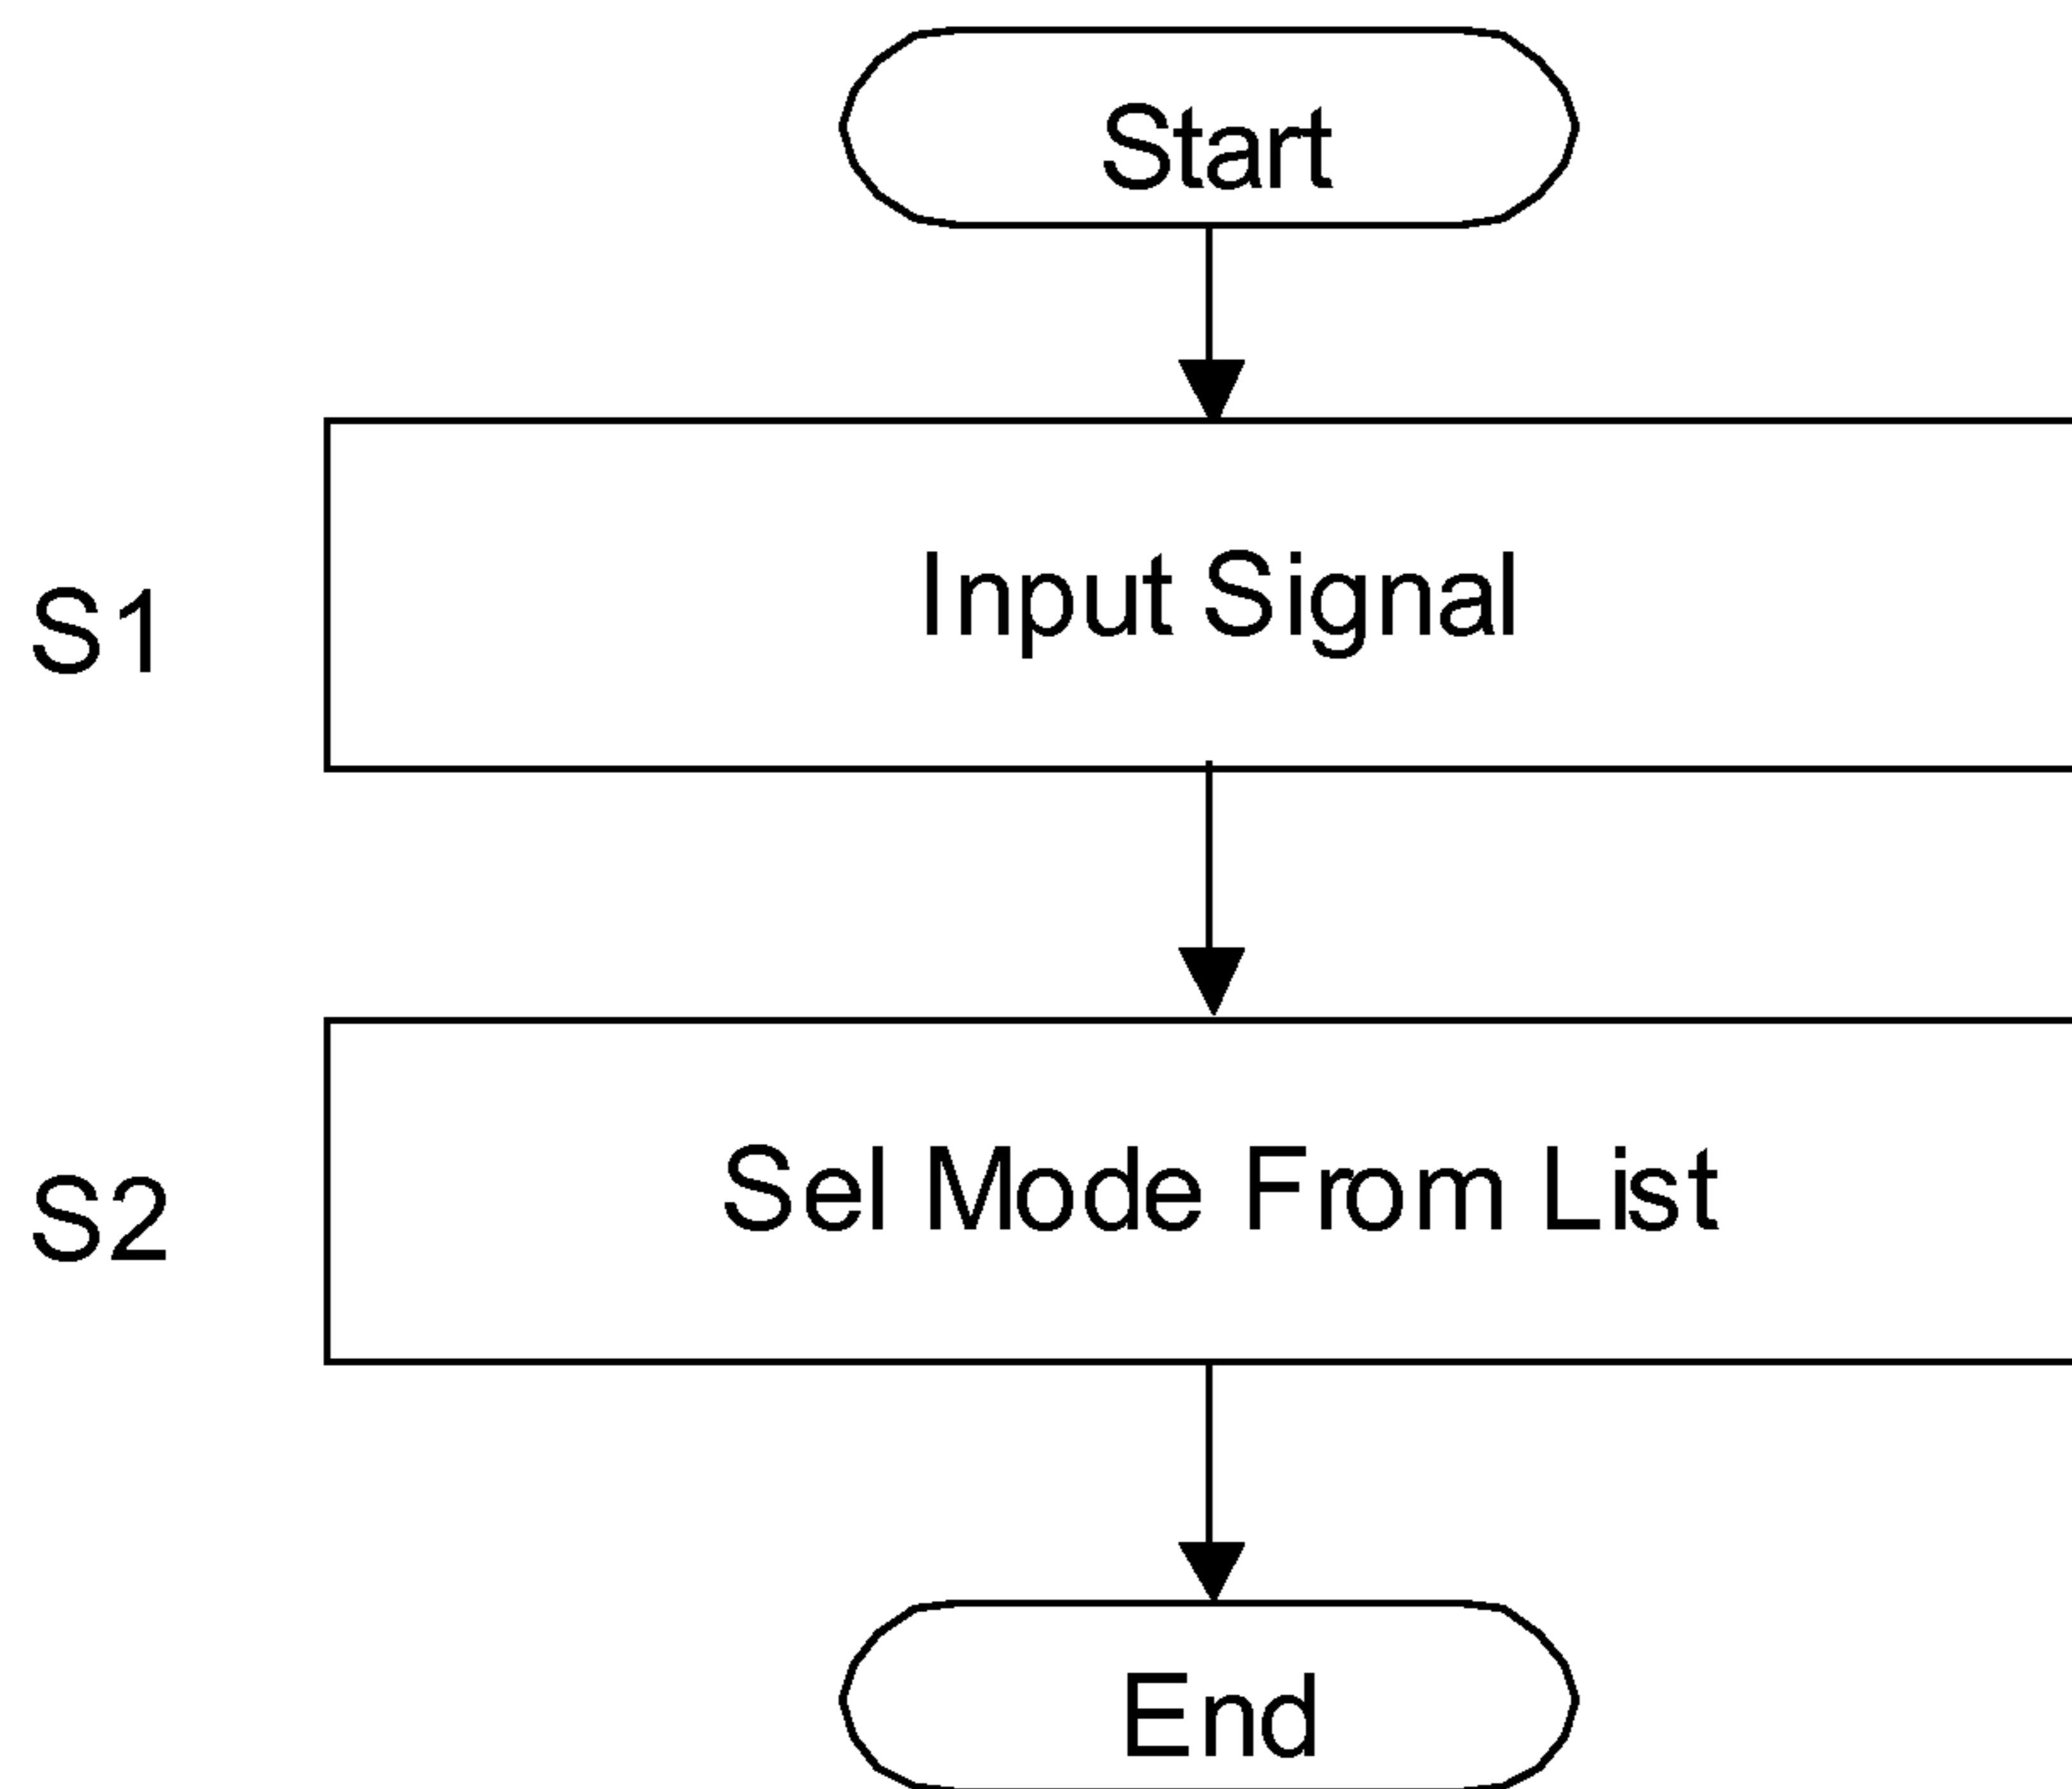 Start
Input Signal
S1
Sel Mode From List
S2
End